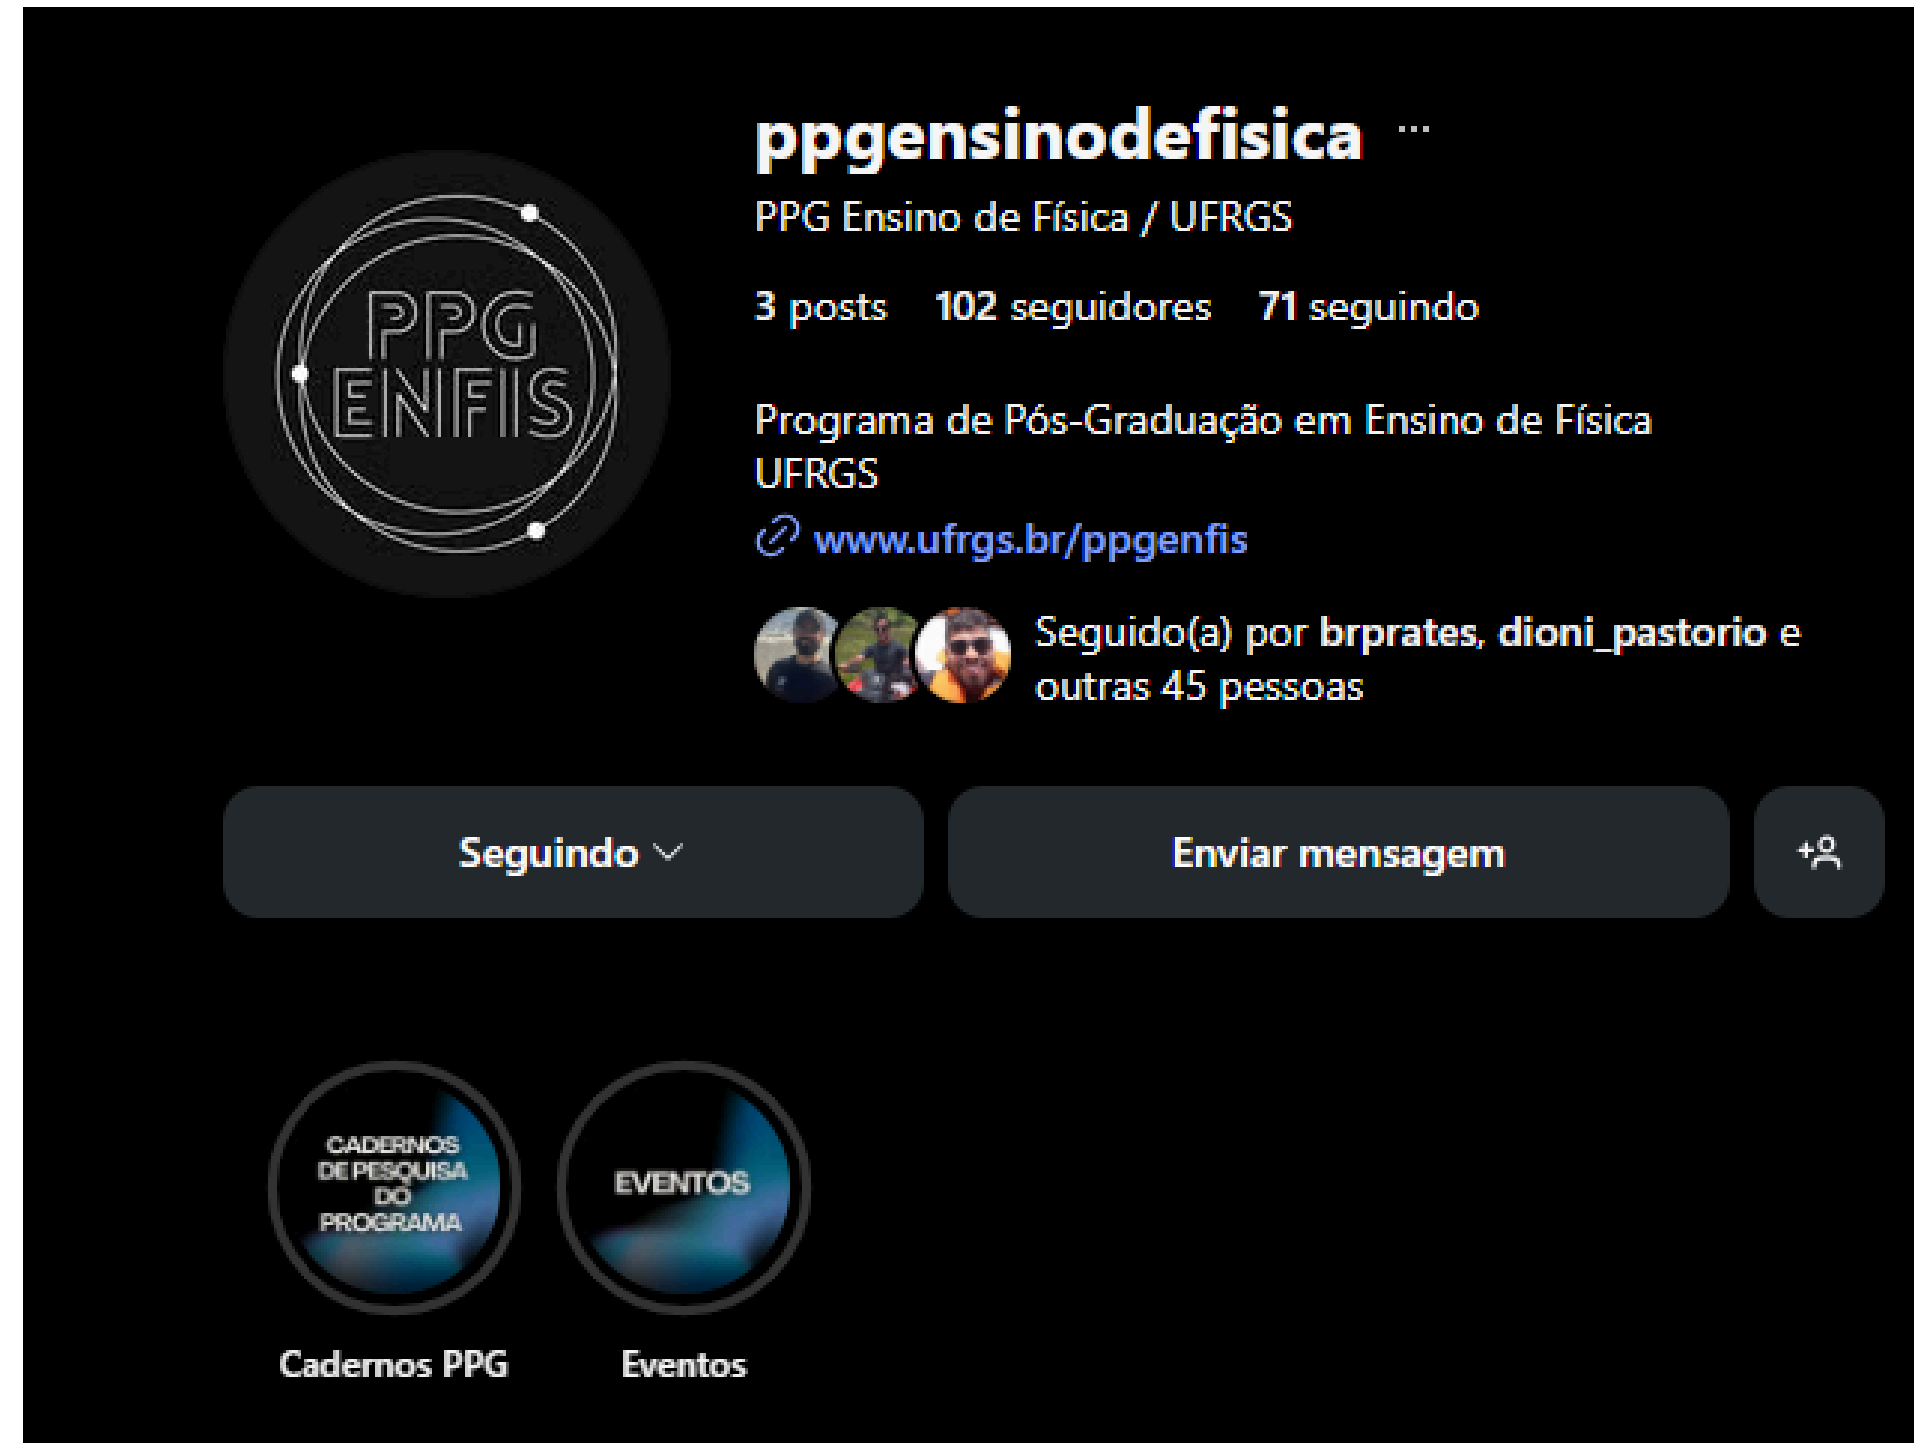 ppgensinodefisica ...
PPG Ensino de Física / UFRGS
3 posts 102 seguidores 71 seguindo
PPG
ENFIS
Programa de Pós-Graduação em Ensino de Física
UFRGS
www.ufrgs.br/ppgenfis
Seguido(a) por brprates, dioni_pastorio e
outras 45 pessoas
Seguindo
Enviar mensagem
CADERNOS
DE PESQUISA
DO
PROGRAMA
EVENTOS
Cadernos PPG
Eventos